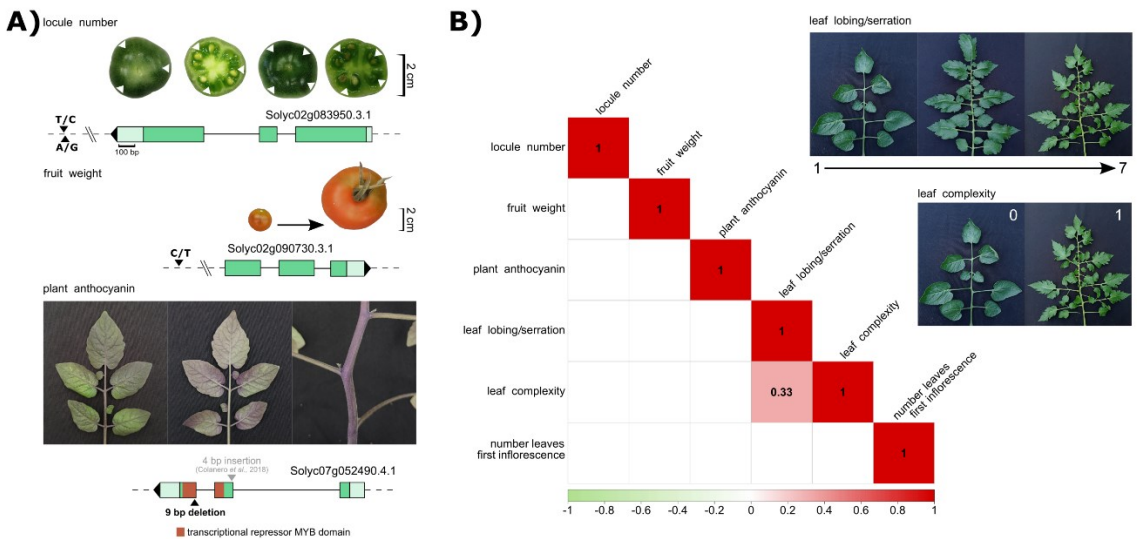 A)
locule number
2 cm
Solyc02g083950.3.1
T/C
A/G
100 bp
fruit weight
2 cm
Solyc02g090730.3.1
C/T
plant anthocyanin
4 bp insertion
(Colanero et al., 2018)
Solyc07g052490.4.1
9 bp deletion
transcriptional repressor MYB domain
B)
leaf lobing/serration
1 7
leaf complexity
0 1
locule number
fruit weight
plant anthocyanin
leaf lobing/serration
leaf complexity
number leaves
first inflorescence
locule number
1
fruit weight
1
plant anthocyanin
1
leaf lobing/serration
1
leaf complexity
0.33 1
number leaves
first inflorescence
1
-1 -0.8 -0.6 -0.4 -0.2 0 0.2 0.4 0.6 0.8 1